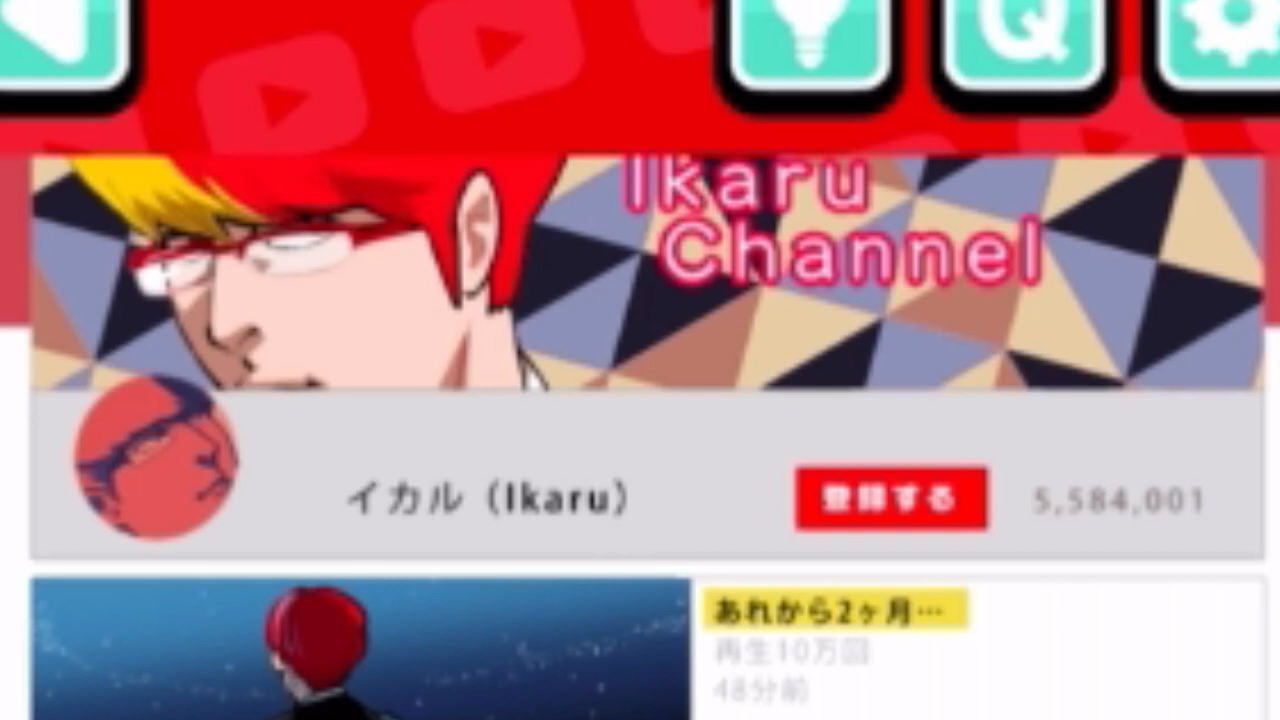 Q
Ikaru
Channel
イカル（Ikaru）
登録する
5,584,001
あれから2ヶ月…
再生10万回
48分前